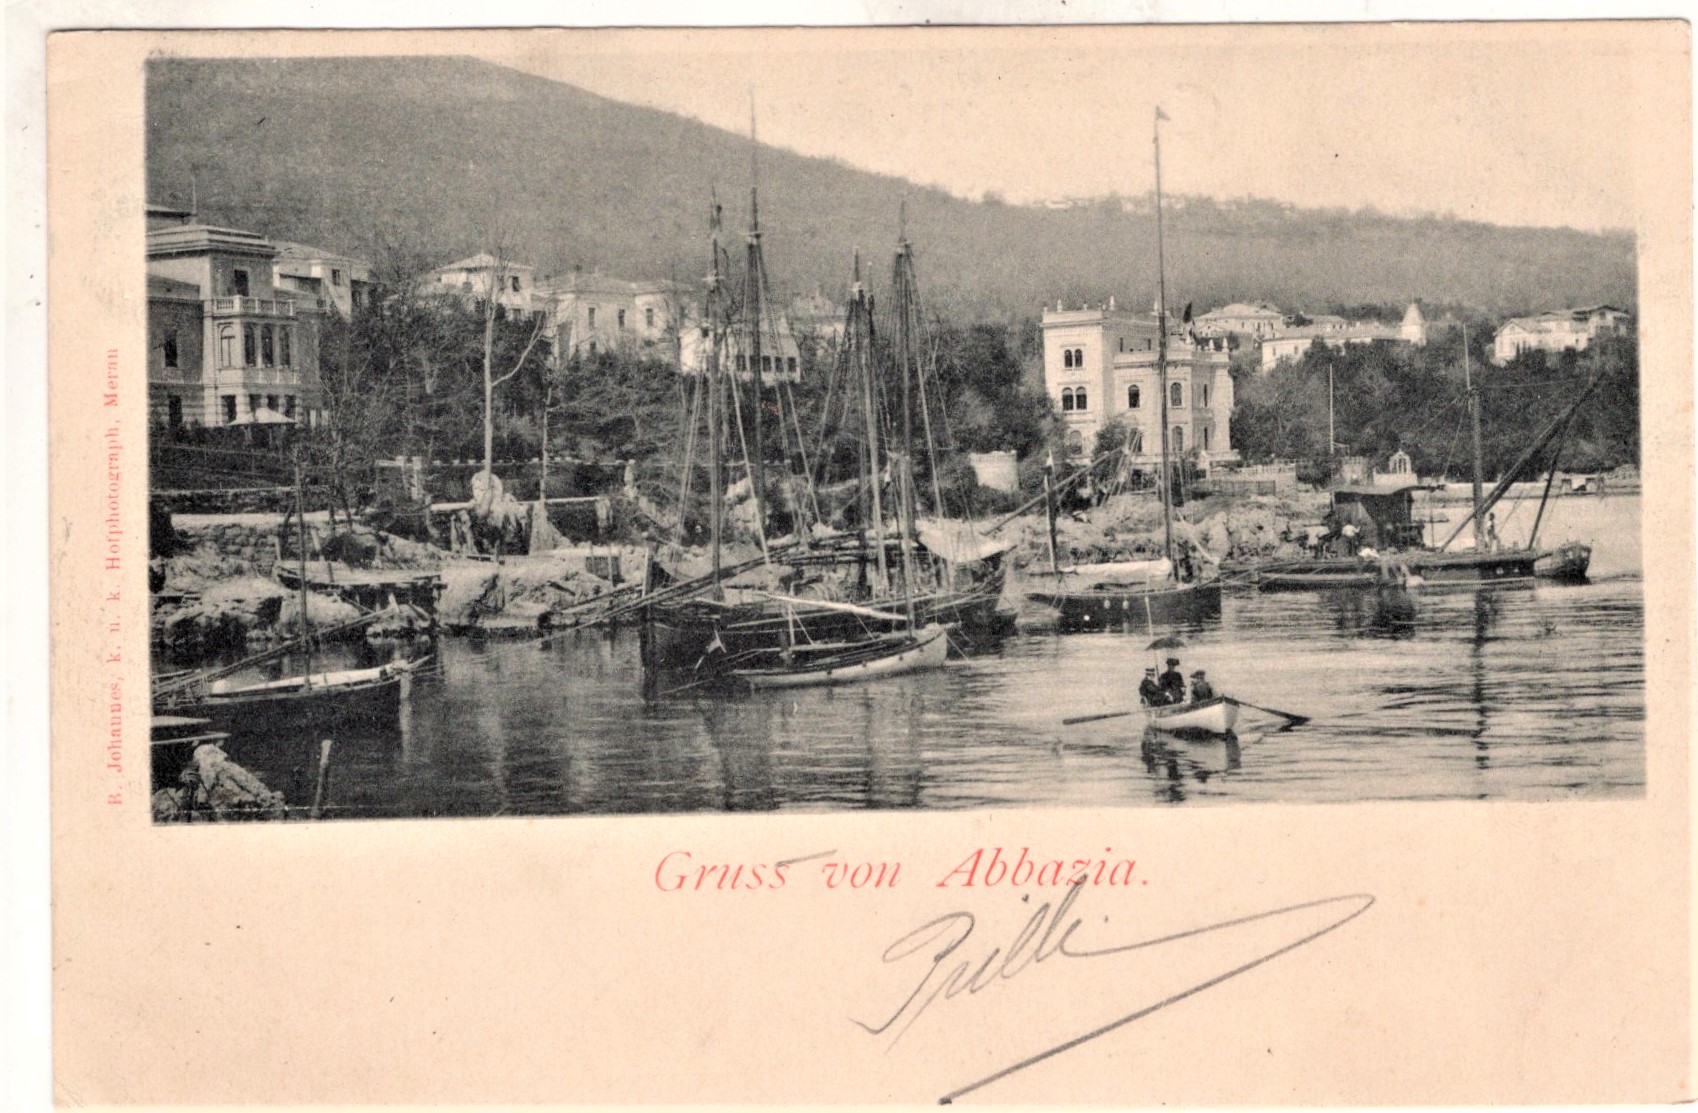 B. Johannes, k. u. k. Hofphotograph, Meran
Gruss von Abbazia.